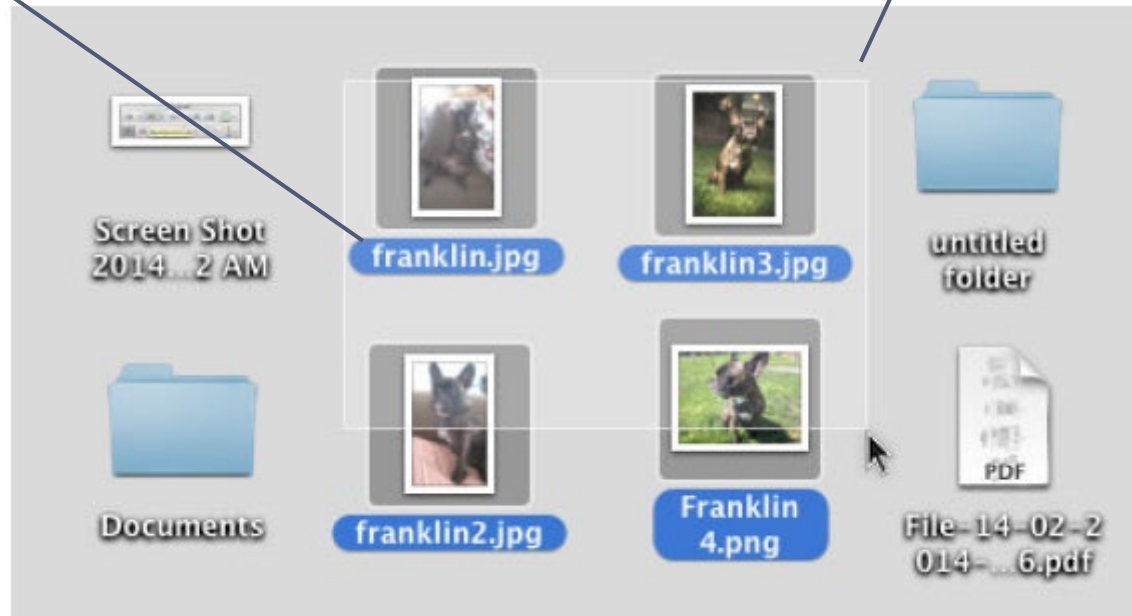 Screen Shot
2014...2 AM
franklin.jpg
franklin3.jpg
untitled
folder
Documents
franklin2.jpg
Franklin
4.png
PDF
File-14-02-2
014-...6.pdf